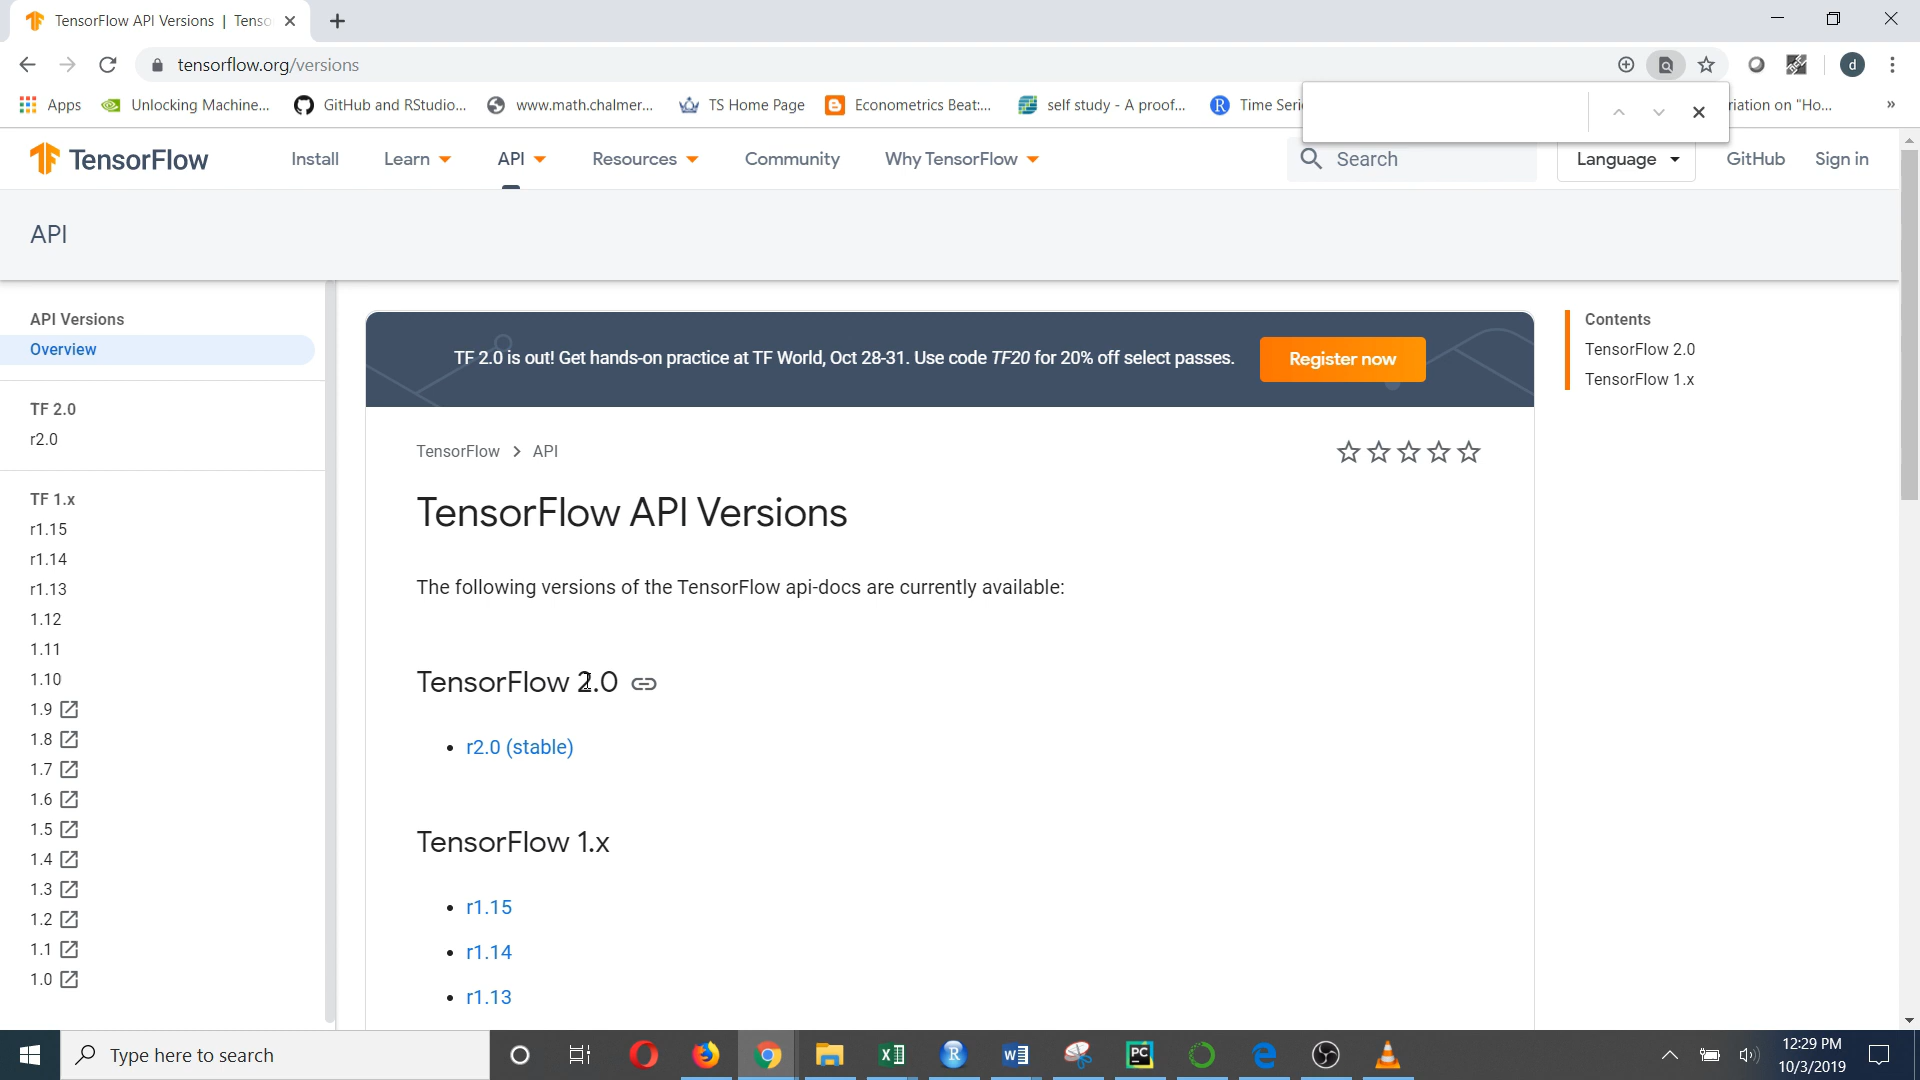 TensorFlow API Versions | Tenso
tensorflow.org/versions
d
Apps
Unlocking Machine...
GitHub and RStudio...
www.math.chalmer...
TS Home Page
Econometrics Beat:...
self study - A proof...
Time Seri
riation on "Ho...
»
TensorFlow
Install
Learn
API
Resources
Community
Why TensorFlow
Search
Language
GitHub
Sign in
API
API Versions
Overview
TF 2.0
r2.0
TF 1.x
r1.15
r1.14
r1.13
1.12
1.11
1.10
1.9
1.8
1.7
1.6
1.5
1.4
1.3
1.2
1.1
1.0
TF 2.0 is out! Get hands-on practice at TF World, Oct 28-31. Use code TF20 for 20% off select passes.
Register now
TensorFlow > API
TensorFlow API Versions
The following versions of the TensorFlow api-docs are currently available:
TensorFlow 2.0
• r2.0 (stable)
TensorFlow 1.x
• r1.15
• r1.14
• r1.13
Contents
TensorFlow 2.0
TensorFlow 1.x
Type here to search
R
PC
12:29 PM
10/3/2019